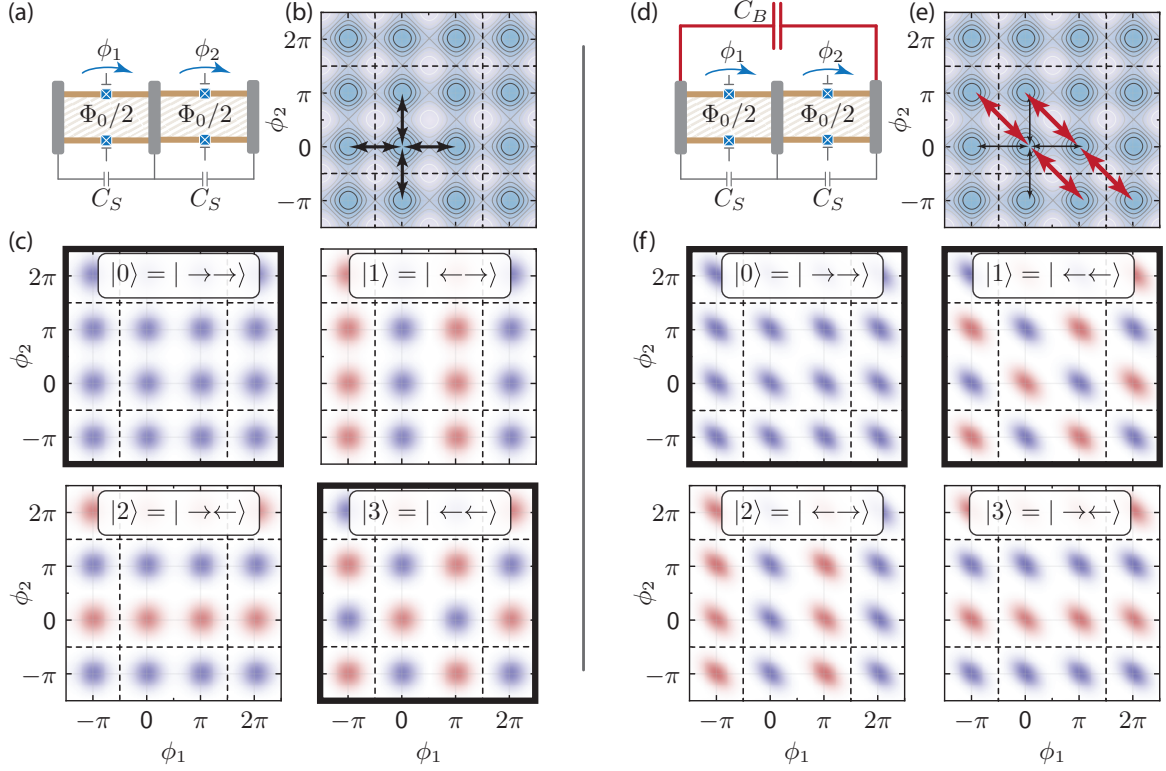 (a)
ϕ₁ ϕ₂
Φ₀/2 Φ₀/2
C_S C_S
(b)
2π
π
0
−π
ϕ₂
(c)
|0⟩ = | →→⟩
|1⟩ = | ←→⟩
2π
π
0
−π
ϕ₂
|2⟩ = | →←⟩
|3⟩ = | ←←⟩
2π
π
0
−π
ϕ₂
−π 0 π 2π
−π 0 π 2π
ϕ₁
ϕ₁
(d)
C_B
ϕ₁ ϕ₂
Φ₀/2 Φ₀/2
C_S C_S
(e)
2π
π
0
−π
ϕ₂
(f)
|0⟩ = | →→⟩
|1⟩ = | ←←⟩
2π
π
0
−π
ϕ₂
|2⟩ = | ←→⟩
|3⟩ = | →←⟩
2π
π
0
−π
ϕ₂
−π 0 π 2π
−π 0 π 2π
ϕ₁
ϕ₁